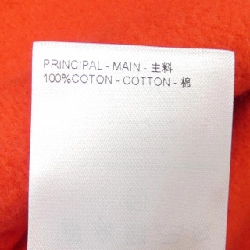 PRINCIPAL - MAIN - 主料
100%COTON - COTTON - 棉